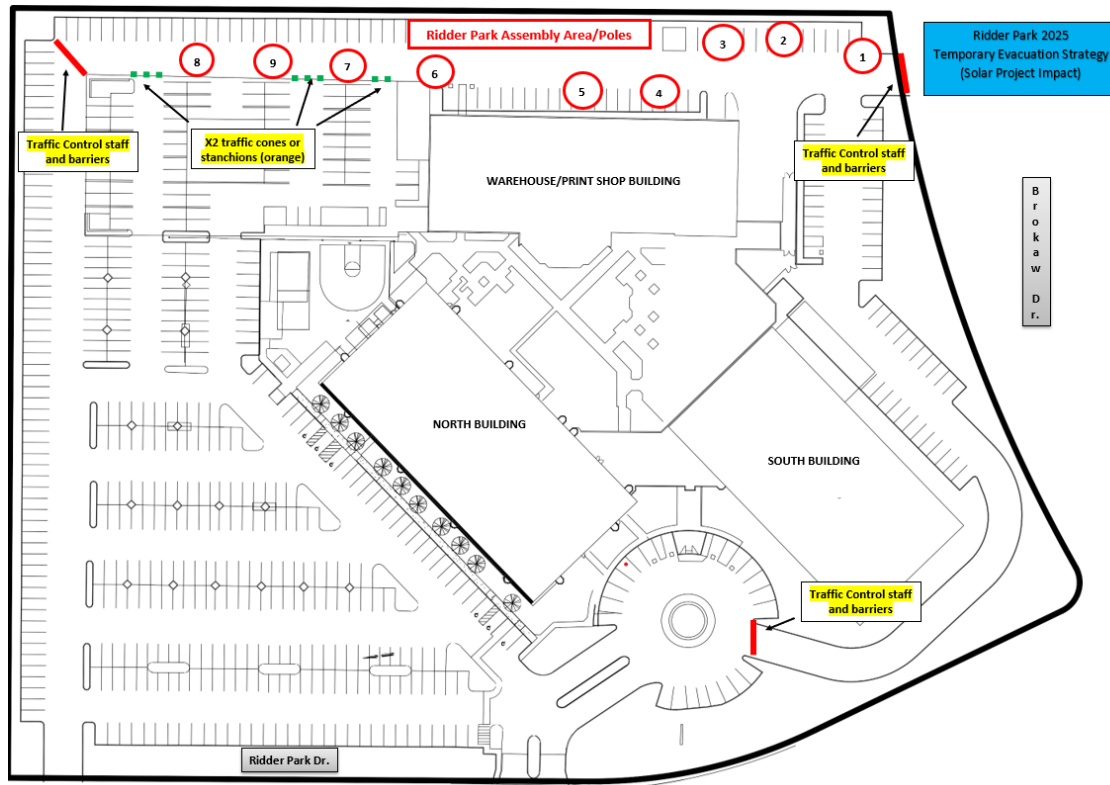 Ridder Park Assembly Area/Poles
Ridder Park 2025
Temporary Evacuation Strategy
(Solar Project Impact)
3
2
1
8
9
7
6
5
4
Traffic Control staff
and barriers
X2 traffic cones or
stanchions (orange)
Traffic Control staff
and barriers
WAREHOUSE/PRINT SHOP BUILDING
B
r
o
k
a
w
D
r.
NORTH BUILDING
SOUTH BUILDING
Traffic Control staff
and barriers
Ridder Park Dr.